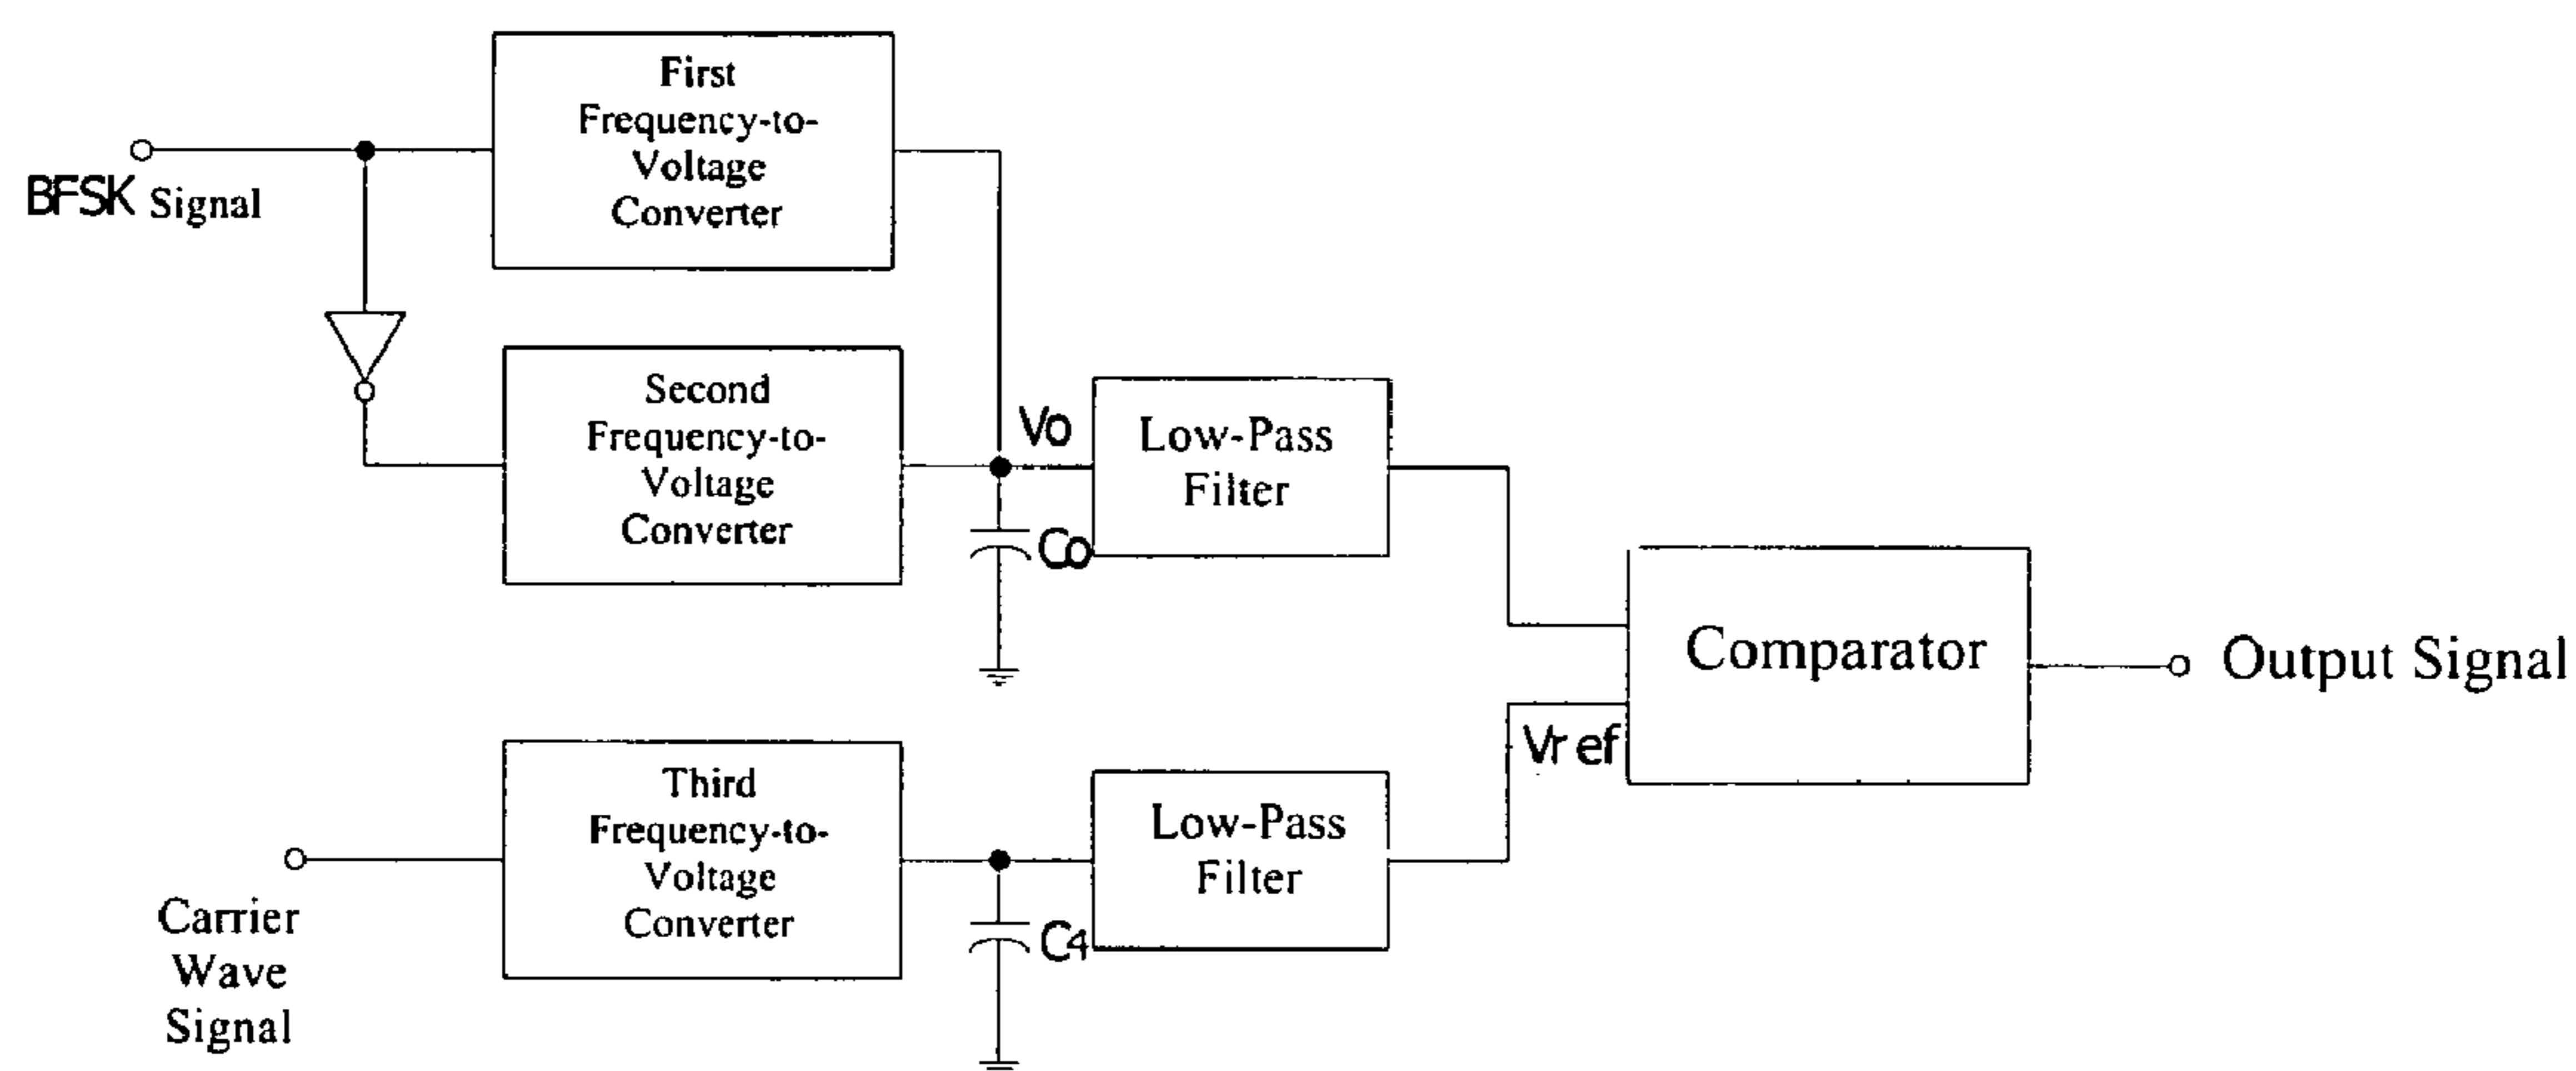 First
Frequency-to-
Voltage
Converter
BFSK Signal
Second
Frequency-to-
Voltage
Converter
Vo
Co
Low-Pass
Filter
Comparator
Output Signal
Vref
Third
Frequency-to-
Voltage
Converter
C4
Low-Pass
Filter
Carrier
Wave
Signal